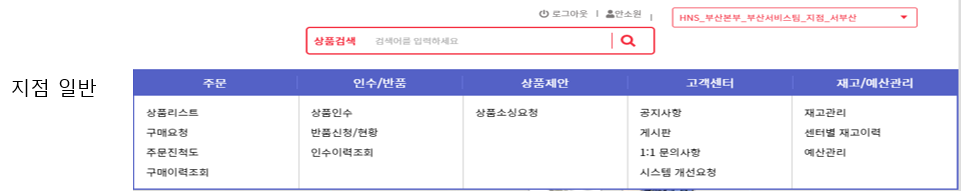 로그아웃 | 안소원 |
HNS_부산본부_부산서비스팀_지점_서부산
상품검색 검색어를 입력하세요
지점 일반
주문 인수/반품 상품제안 고객센터 재고/예산관리
상품리스트 상품인수 상품소싱요청 공지사항 재고관리
구매요청 반품신청/현황 게시판 센터별 재고이력
주문진척도 인수이력조회 1:1 문의사항 예산관리
구매이력조회 시스템 개선요청